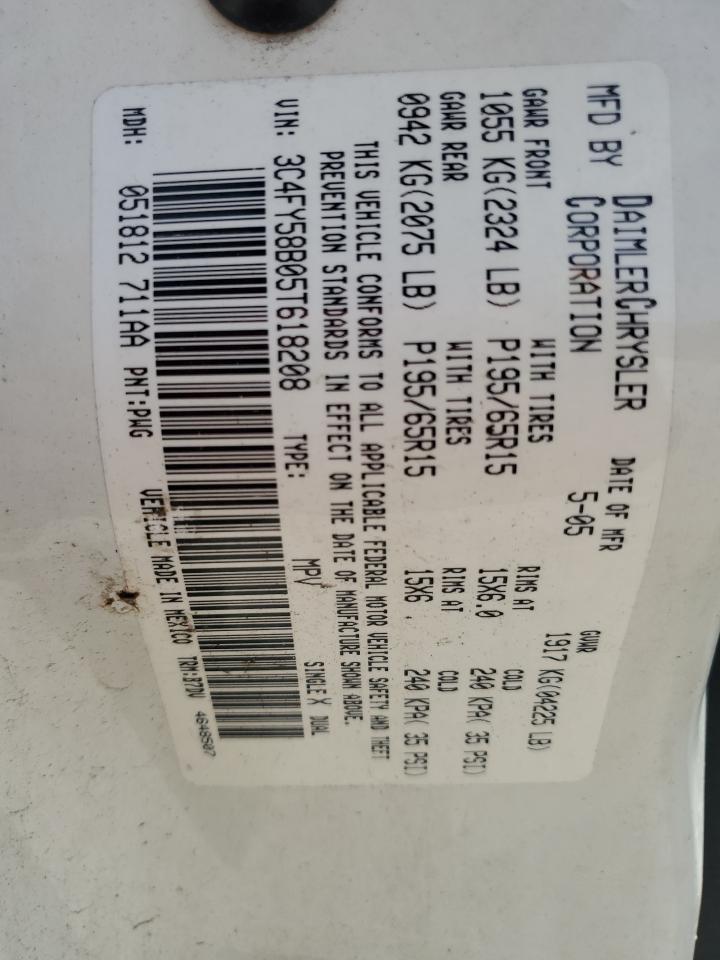 MFD BY DAIMLERCHRYSLER CORPORATION
DATE OF MFR 5-05
GVWR 1917 KG(04225 LB)
GAWR FRONT WITH TIRES RIMS AT COLD
1055 KG(2324 LB) P195/65R15 15X6.0 240 KPA( 35 PSI)
GAWR REAR WITH TIRES RIMS AT COLD
0942 KG(2075 LB) P195/65R15 15X6 . 240 KPA( 35 PSI)
THIS VEHICLE CONFORMS TO ALL APPLICABLE FEDERAL MOTOR VEHICLE SAFETY AND THEFT
PREVENTION STANDARDS IN EFFECT ON THE DATE OF MANUFACTURE SHOWN ABOVE.
VIN: 3C4FY58B05T618208 TYPE: MPV SINGLE X DUAL
MDH: 051812 711AA PNT:PWG VEHICLE MADE IN MEXICO TRM:B7DV 4648507